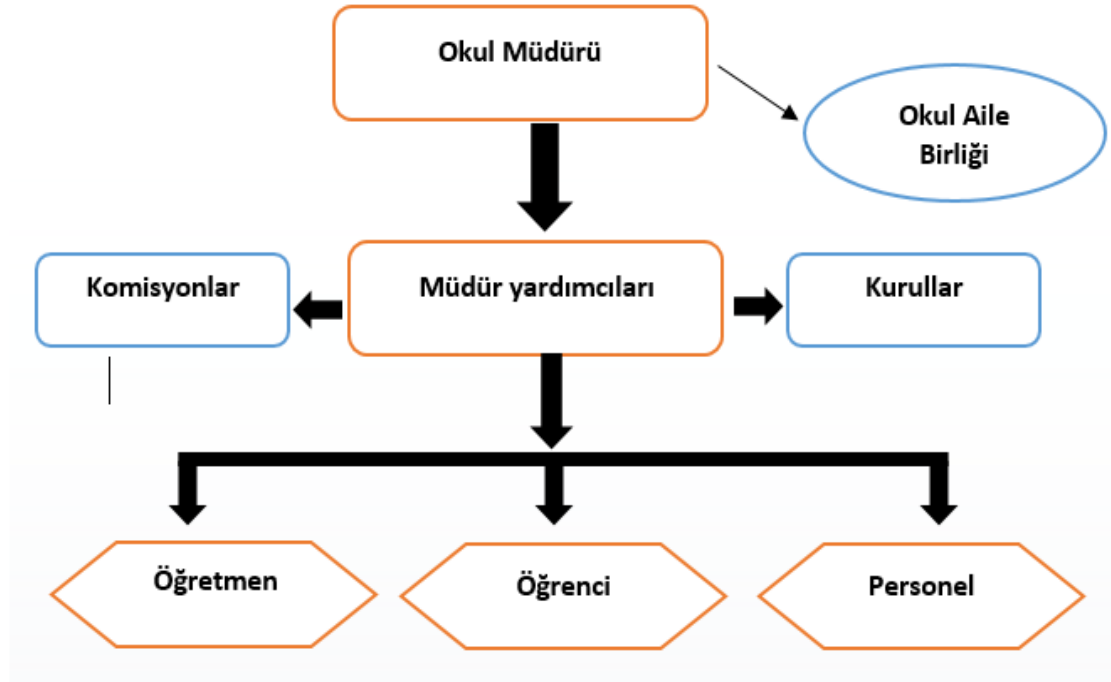 Okul Müdürü
Okul Aile
Birliği
Komisyonlar
Müdür yardımcıları
Kurullar
Öğretmen
Öğrenci
Personel